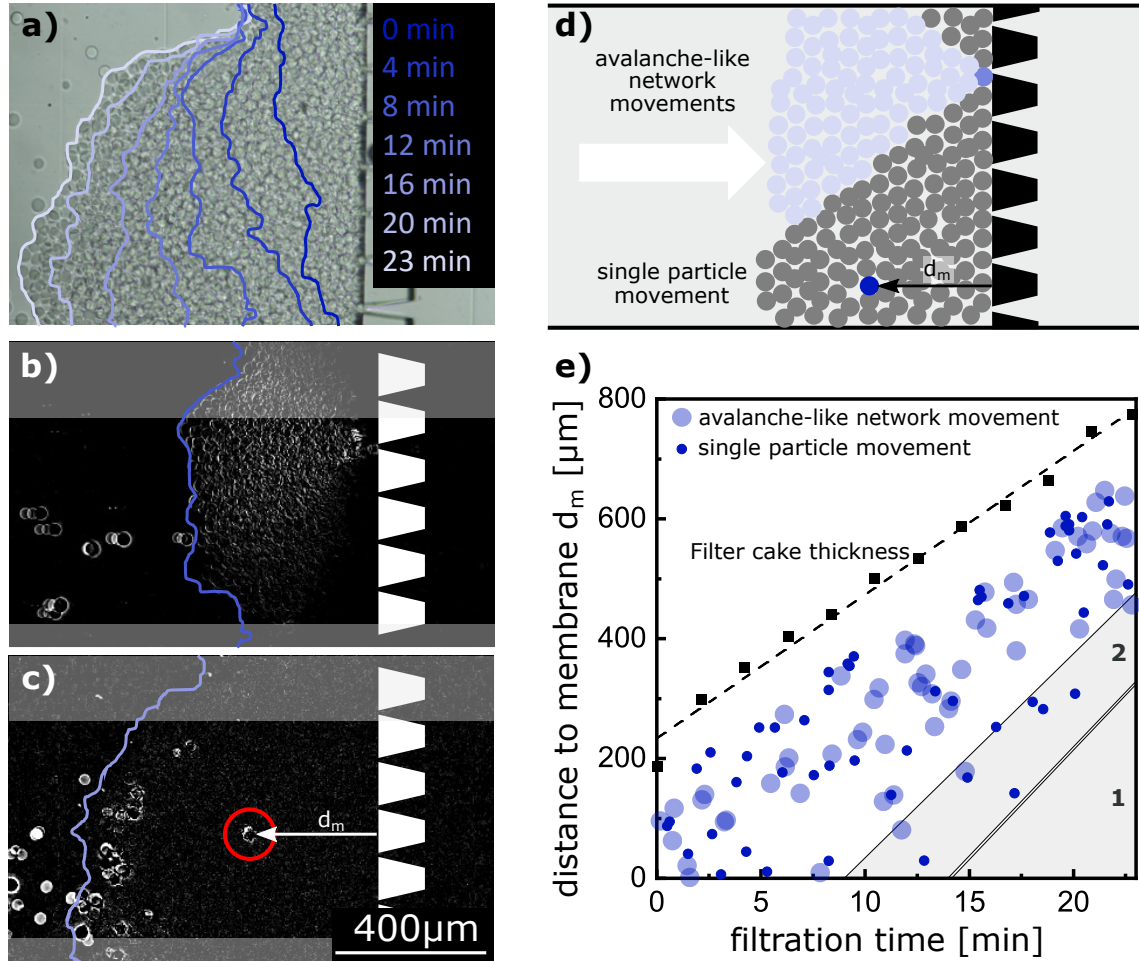 a)
0 min
4 min
8 min
12 min
16 min
20 min
23 min
b)
c)
d_m
400µm
d)
avalanche-like
network
movements
single particle
movement
d_m
e)
800
600
400
200
0
distance to membrane d_m [µm]
avalanche-like network movement
single particle movement
Filter cake thickness
2
1
0
5
10
15
20
filtration time [min]